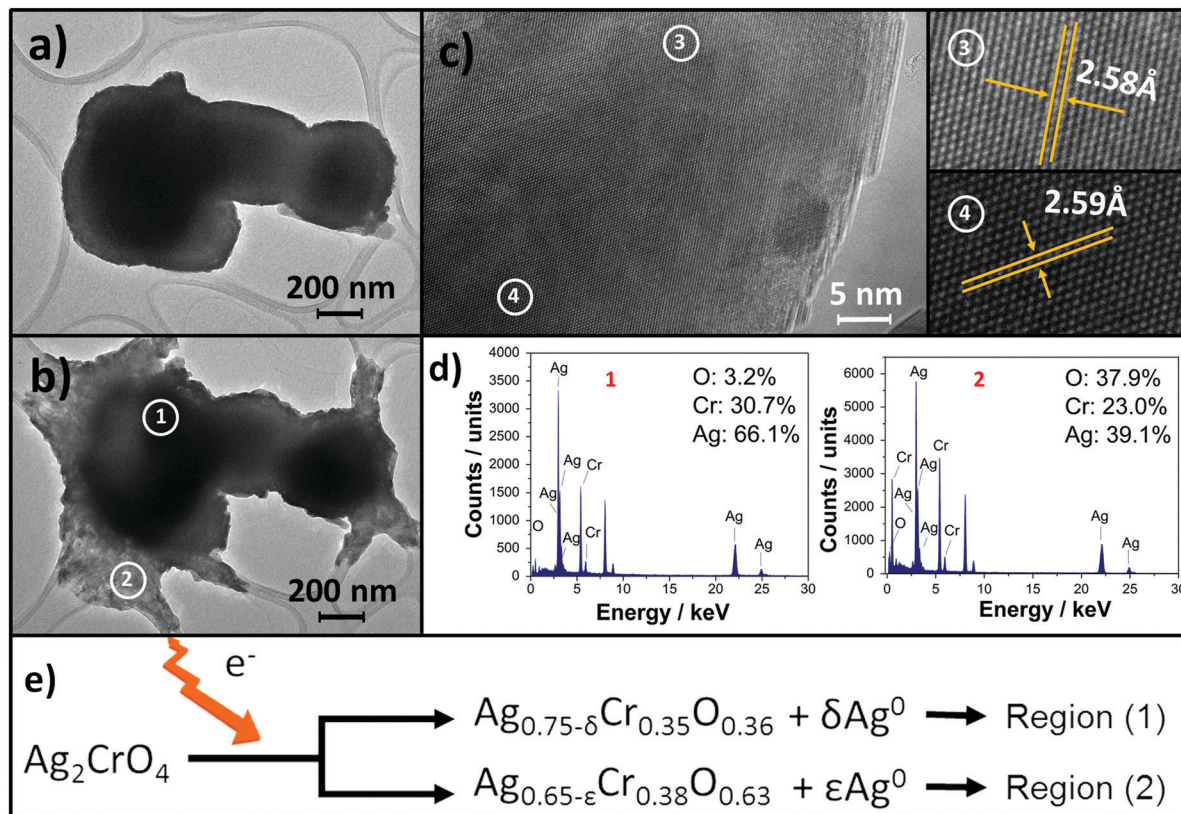 a)
200 nm
b)
1
2
200 nm
c)
3
4
5 nm
3
2.58Å
4
2.59Å
d)
1
O: 3.2%
Cr: 30.7%
Ag: 66.1%
Counts / units
4000
3500
3000
2500
2000
1500
1000
500
0
Ag
Ag
Cr
Ag
O
Ag
Cr
Ag
Ag
0 5 10 15 20 25 30
Energy / keV
2
O: 37.9%
Cr: 23.0%
Ag: 39.1%
Counts / units
6000
5000
4000
3000
2000
1000
0
Ag
Cr
Ag
Cr
Ag
O
Ag
Cr
Ag
Ag
0 5 10 15 20 25 30
Energy / keV
e)
e-
Ag2CrO4
Ag0.75-δCr0.35O0.36 + δAg0
Region (1)
Ag0.65-εCr0.38O0.63 + εAg0
Region (2)